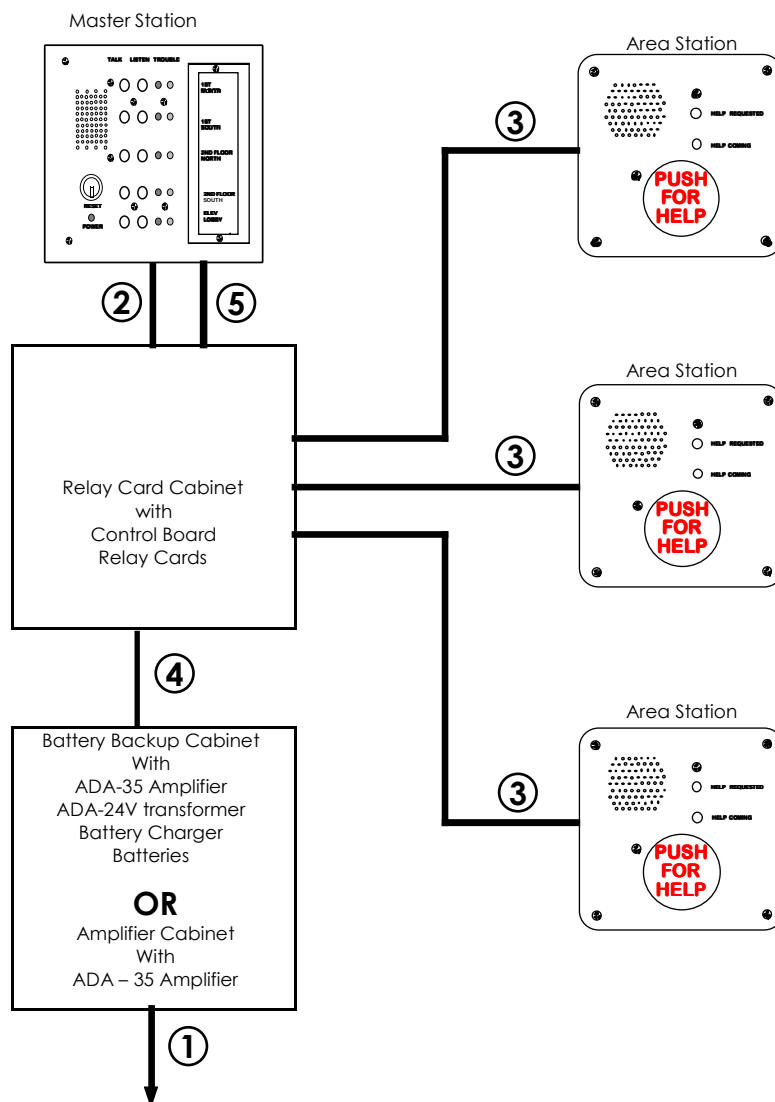 Master Station
TALK LISTEN TROUBLE
1ST
NORTH
1ST
SOUTH
2ND FLOOR
NORTH
2ND FLOOR
SOUTH
ELEV
LOBBY
RESET
POWER
2
5
Area Station
HELP REQUESTED
HELP COMING
PUSH
FOR
HELP
3
Area Station
HELP REQUESTED
HELP COMING
PUSH
FOR
HELP
3
Relay Card Cabinet
with
Control Board
Relay Cards
4
Area Station
HELP REQUESTED
HELP COMING
PUSH
FOR
HELP
3
Battery Backup Cabinet
With
ADA-35 Amplifier
ADA-24V transformer
Battery Charger
Batteries
OR
Amplifier Cabinet
With
ADA – 35 Amplifier
1